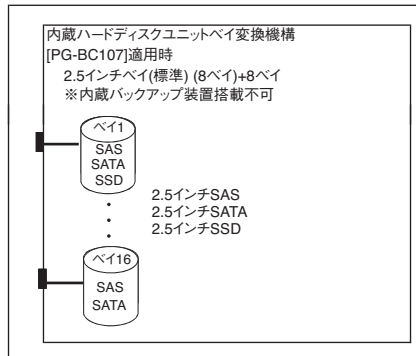 内蔵ハードディスクユニットベイ変換機構
[PG-BC107]適用時
2.5インチベイ(標準) (8ベイ)+8ベイ
※内蔵バックアップ装置搭載不可
ベイ1
SAS
SATA
SSD
2.5インチSAS
2.5インチSATA
2.5インチSSD
ベイ16
SAS
SATA